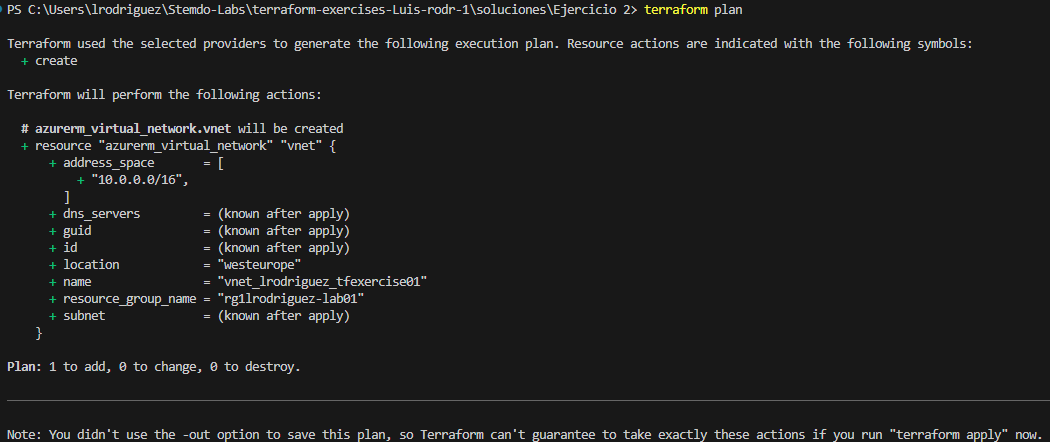 PS C:\Users\lrodriguez\Stemdo-Labs\terraform-exercises-Luis-rodr-1\soluciones\Ejercicio 2> terraform plan
Terraform used the selected providers to generate the following execution plan. Resource actions are indicated with the following symbols:
  + create
Terraform will perform the following actions:
  # azurerm_virtual_network.vnet will be created
  + resource "azurerm_virtual_network" "vnet" {
      + address_space       = [
          + "10.0.0.0/16",
        ]
      + dns_servers         = (known after apply)
      + guid                = (known after apply)
      + id                  = (known after apply)
      + location            = "westeurope"
      + name                = "vnet_lrodriguez_tfexercise01"
      + resource_group_name = "rg1lrodriguez-lab01"
      + subnet              = (known after apply)
    }
Plan: 1 to add, 0 to change, 0 to destroy.
Note: You didn't use the -out option to save this plan, so Terraform can't guarantee to take exactly these actions if you run "terraform apply" now.